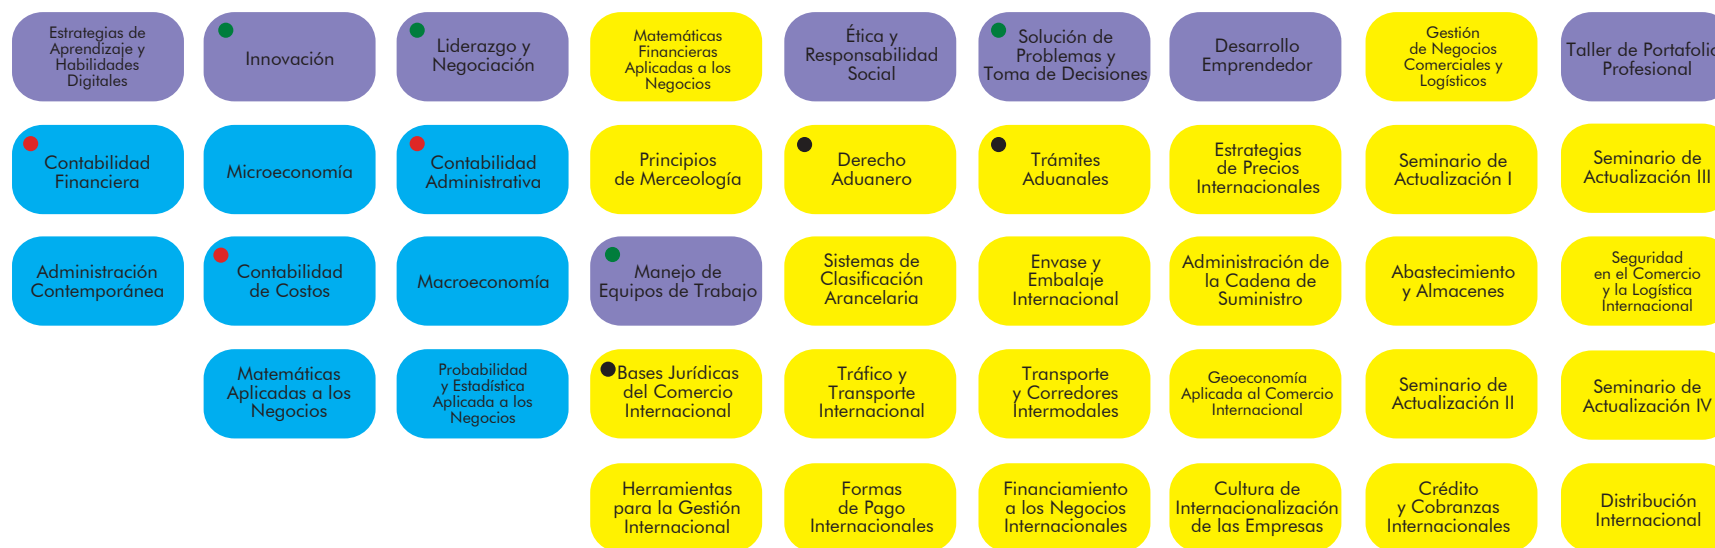 Estrategias de
Aprendizaje y
Habilidades
Digitales
Innovación
Liderazgo y
Negociación
Matemáticas
Financieras
Aplicadas a los
Negocios
Ética y
Responsabilidad
Social
Solución de
Problemas y
Toma de Decisiones
Desarrollo
Emprendedor
Gestión
de Negocios
Comerciales y
Logísticos
Taller de Portafolio
Profesional
Contabilidad
Financiera
Microeconomía
Contabilidad
Administrativa
Principios
de Merceología
Derecho
Aduanero
Trámites
Aduanales
Estrategias
de Precios
Internacionales
Seminario de
Actualización I
Seminario de
Actualización III
Administración
Contemporánea
Contabilidad
de Costos
Macroeconomía
Manejo de
Equipos de Trabajo
Sistemas de
Clasificación
Arancelaria
Envase y
Embalaje
Internacional
Administración de
la Cadena de
Suministro
Abastecimiento
y Almacenes
Seguridad
en el Comercio
y la Logística
Internacional
Matemáticas
Aplicadas a los
Negocios
Probabilidad
y Estadística
Aplicada a los
Negocios
Bases Jurídicas
del Comercio
Internacional
Tráfico y
Transporte
Internacional
Transporte
y Corredores
Intermodales
Geoeconomía
Aplicada al Comercio
Internacional
Seminario de
Actualización II
Seminario de
Actualización IV
Herramientas
para la Gestión
Internacional
Formas
de Pago
Internacionales
Financiamiento
a los Negocios
Internacionales
Cultura de
Internacionalización
de las Empresas
Crédito
y Cobranzas
Internacionales
Distribución
Internacional